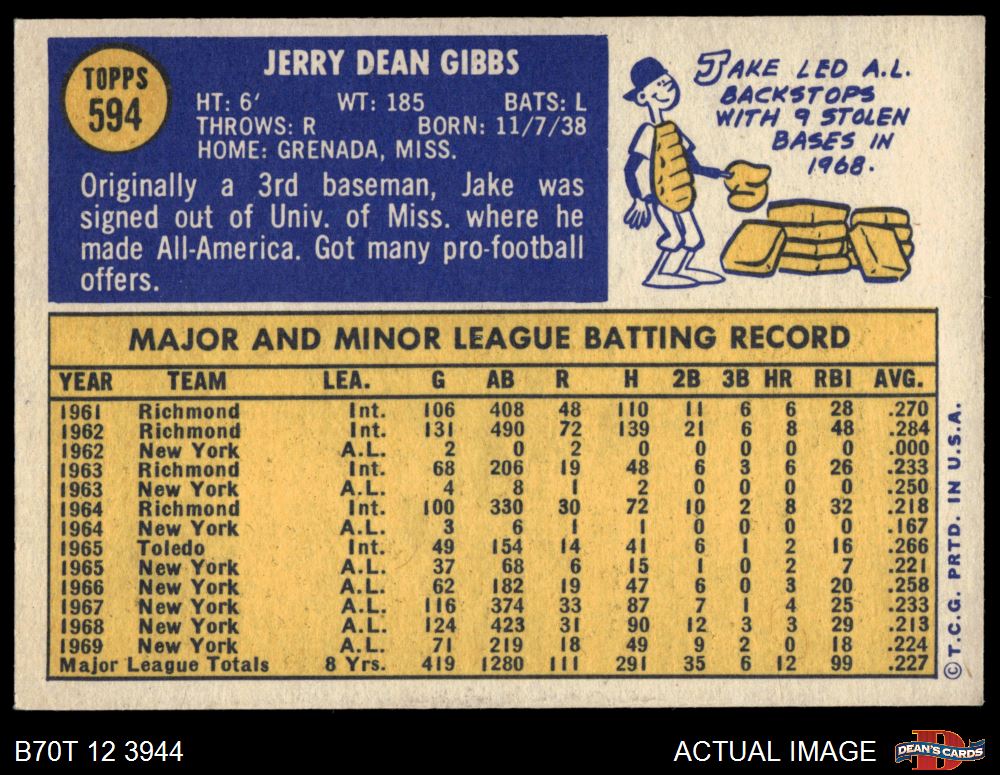 TOPPS
594
JERRY DEAN GIBBS
HT: 6′ WT: 185 BATS: L
THROWS: R BORN: 11/7/38
HOME: GRENADA, MISS.
Originally a 3rd baseman, Jake was
signed out of Univ. of Miss. where he
made All-America. Got many pro-football
offers.
JAKE LED A.L.
BACKSTOPS
WITH 9 STOLEN
BASES IN
1968.
MAJOR AND MINOR LEAGUE BATTING RECORD
YEAR TEAM LEA. G AB R H 2B 3B HR RBI AVG.
1961 Richmond Int. 106 408 48 110 11 6 6 28 .270
1962 Richmond Int. 131 490 72 139 21 6 8 48 .284
1962 New York A.L. 2 0 2 0 0 0 0 0 .000
1963 Richmond Int. 68 206 19 48 6 3 6 26 .233
1963 New York A.L. 4 8 1 2 0 0 0 0 .250
1964 Richmond Int. 100 330 30 72 10 2 8 32 .218
1964 New York A.L. 3 6 1 1 0 0 0 0 .167
1965 Toledo Int. 49 154 14 41 6 1 2 16 .266
1965 New York A.L. 37 68 6 15 1 0 2 7 .221
1966 New York A.L. 62 182 19 47 6 0 3 20 .258
1967 New York A.L. 116 374 33 87 7 1 4 25 .233
1968 New York A.L. 124 423 31 90 12 3 3 29 .213
1969 New York A.L. 71 219 18 49 9 2 0 18 .224
Major League Totals 8 Yrs. 419 1280 111 291 35 6 12 99 .227
© T.C.G. PRTD. IN U.S.A.
B70T 12 3944
ACTUAL IMAGE
DEAN'S CARDS